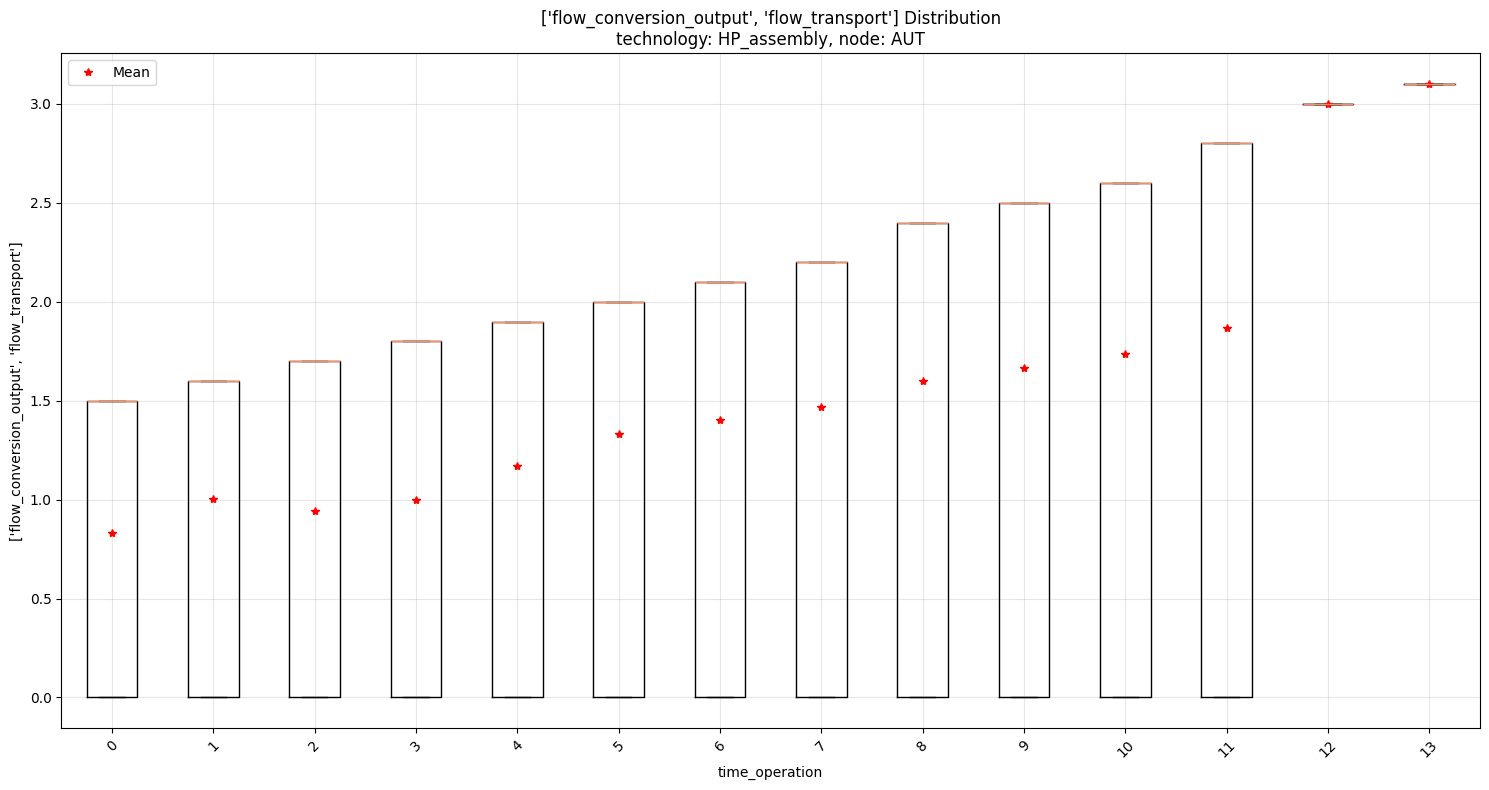 ['flow_conversion_output', 'flow_transport'] Distribution
technology: HP_assembly, node: AUT
Mean
['flow_conversion_output', 'flow_transport']
3.0
2.5
2.0
1.5
1.0
0.5
0.0
0 1 2 3 4 5 6 7 8 9 10 11 12 13
time_operation